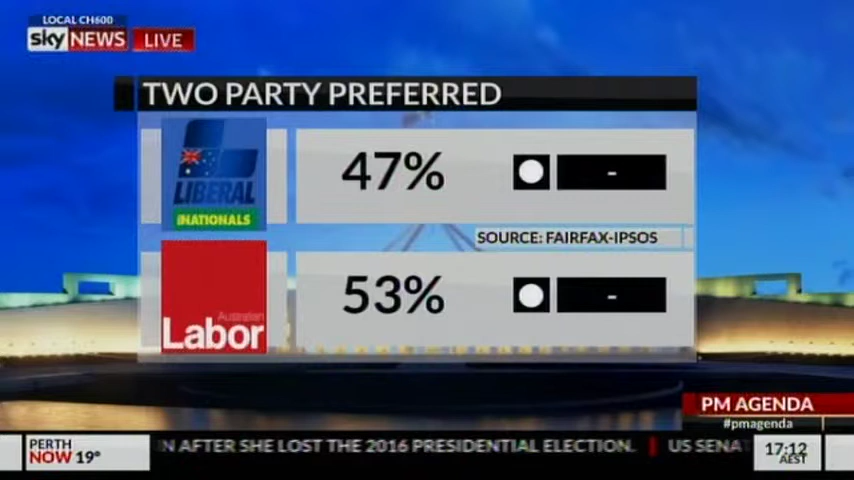 LOCAL CH600
sky NEWS LIVE
TWO PARTY PREFERRED
LIBERAL
NATIONALS
47% -
SOURCE: FAIRFAX-IPSOS
Australian
Labor
53% -
PM AGENDA
#pmagenda
PERTH
NOW 19°
N AFTER SHE LOST THE 2016 PRESIDENTIAL ELECTION. US SENAT
17:12
AEST